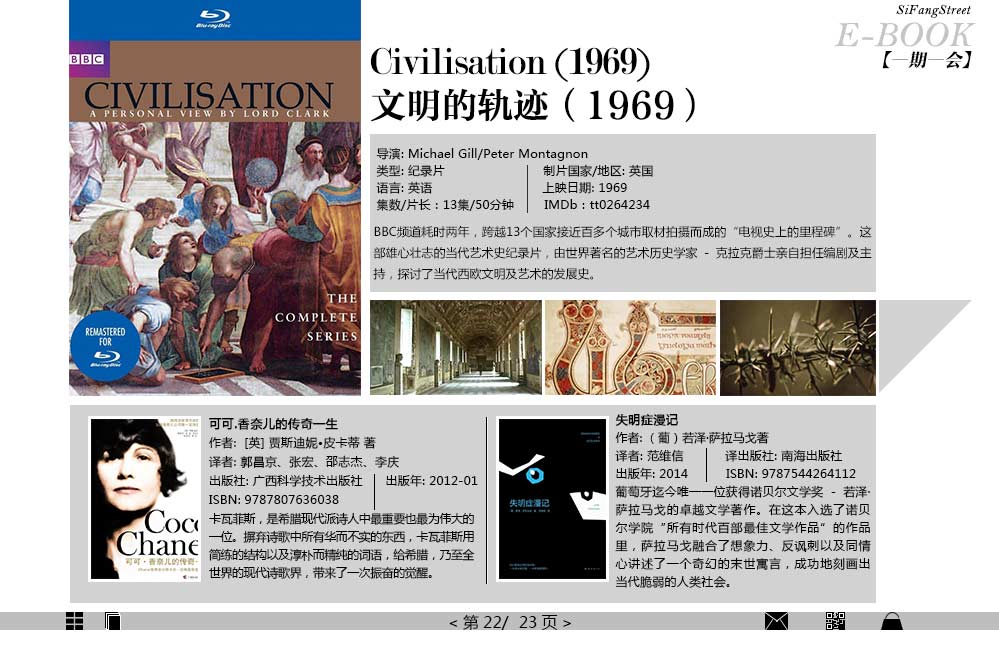 SiFangStreet
E-BOOK
【一期一会】
Blu-ray Disc
BBC
CIVILISATION
A PERSONAL VIEW BY LORD CLARK
THE
COMPLETE
SERIES
REMASTERED
FOR
Blu-ray Disc
Civilisation (1969)
文明的轨迹（1969）
导演: Michael Gill/Peter Montagnon
类型: 纪录片
制片国家/地区: 英国
语言: 英语
上映日期: 1969
集数/片长：13集/50分钟
IMDb：tt0264234
BBC频道耗时两年，跨越13个国家接近百多个城市取材拍摄而成的“电视史上的里程碑”。这
部雄心壮志的当代艺术史纪录片，由世界著名的艺术历史学家 - 克拉克爵士亲自担任编剧及主
持，探讨了当代西欧文明及艺术的发展史。
Coco
Chane
可可·香奈儿的传奇一
可可.香奈儿的传奇一生
作者: [英] 贾斯迪妮•皮卡蒂 著
译者: 郭昌京、张宏、邵志杰、李庆
出版社: 广西科学技术出版社
出版年: 2012-01
ISBN: 9787807636038
卡瓦菲斯，是希腊现代派诗人中最重要也最为伟大的
一位。摒弃诗歌中所有华而不实的东西，卡瓦菲斯用
简练的结构以及淳朴而精纯的词语，给希腊，乃至全
世界的现代诗歌界，带来了一次振奋的觉醒。
失明症漫记
失明症漫记
作者:（葡）若泽·萨拉马戈著
译者: 范维信
译出版社: 南海出版社
出版年: 2014
ISBN: 9787544264112
葡萄牙迄今唯一一位获得诺贝尔文学奖 - 若泽·
萨拉马戈的卓越文学著作。在这本入选了诺贝
尔学院“所有时代百部最佳文学作品”的作品
里，萨拉马戈融合了想象力、反讽刺以及同情
心讲述了一个奇幻的末世寓言，成功地刻画出
当代脆弱的人类社会。
< 第 22/ 23 页 >